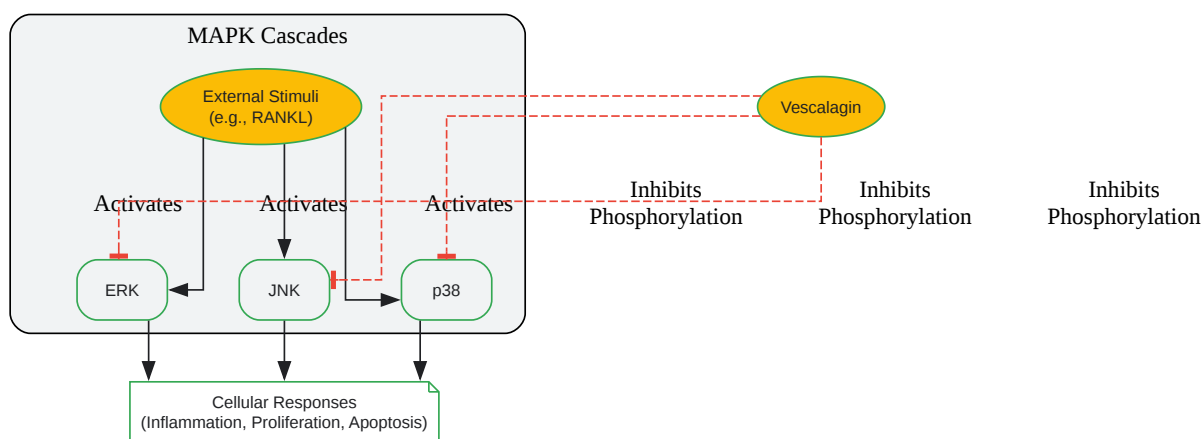 MAPK Cascades
External Stimuli
(e.g., RANKL)
Vescalagin
Activates
Activates
Activates
Inhibits
Phosphorylation
Inhibits
Phosphorylation
Inhibits
Phosphorylation
ERK
JNK
p38
Cellular Responses
(Inflammation, Proliferation, Apoptosis)